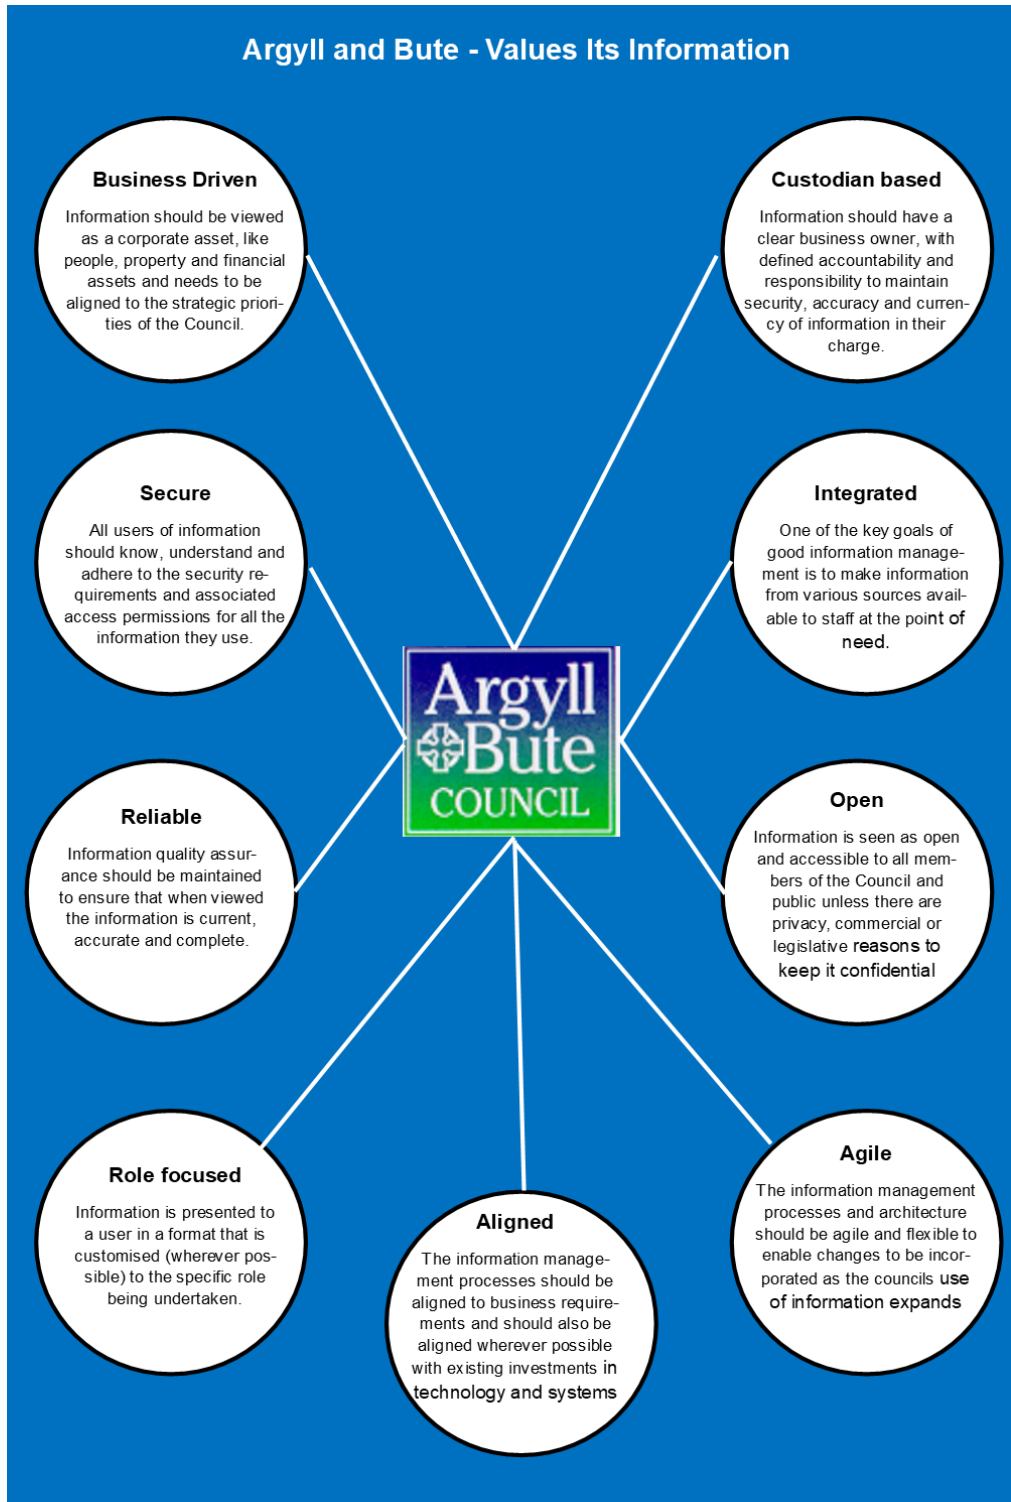 Argyll and Bute - Values Its Information
Business Driven
Information should be viewed
as a corporate asset, like
people, property and financial
assets and needs to be
aligned to the strategic priori-
ties of the Council.
Custodian based
Information should have a
clear business owner, with
defined accountability and
responsibility to maintain
security, accuracy and curren-
cy of information in their
charge.
Secure
All users of information
should know, understand and
adhere to the security re-
quirements and associated
access permissions for all the
information they use.
Integrated
One of the key goals of
good information manage-
ment is to make information
from various sources avail-
able to staff at the point of
need.
Argyll
Bute
COUNCIL
Reliable
Information quality assur-
ance should be maintained
to ensure that when viewed
the information is current,
accurate and complete.
Open
Information is seen as open
and accessible to all mem-
bers of the Council and
public unless there are
privacy, commercial or
legislative reasons to
keep it confidential
Role focused
Information is presented to
a user in a format that is
customised (wherever pos-
sible) to the specific role
being undertaken.
Aligned
The information manage-
ment processes should be
aligned to business require-
ments and should also be
aligned wherever possible
with existing investments in
technology and systems
Agile
The information management
processes and architecture
should be agile and flexible to
enable changes to be incor-
porated as the councils use
of information expands